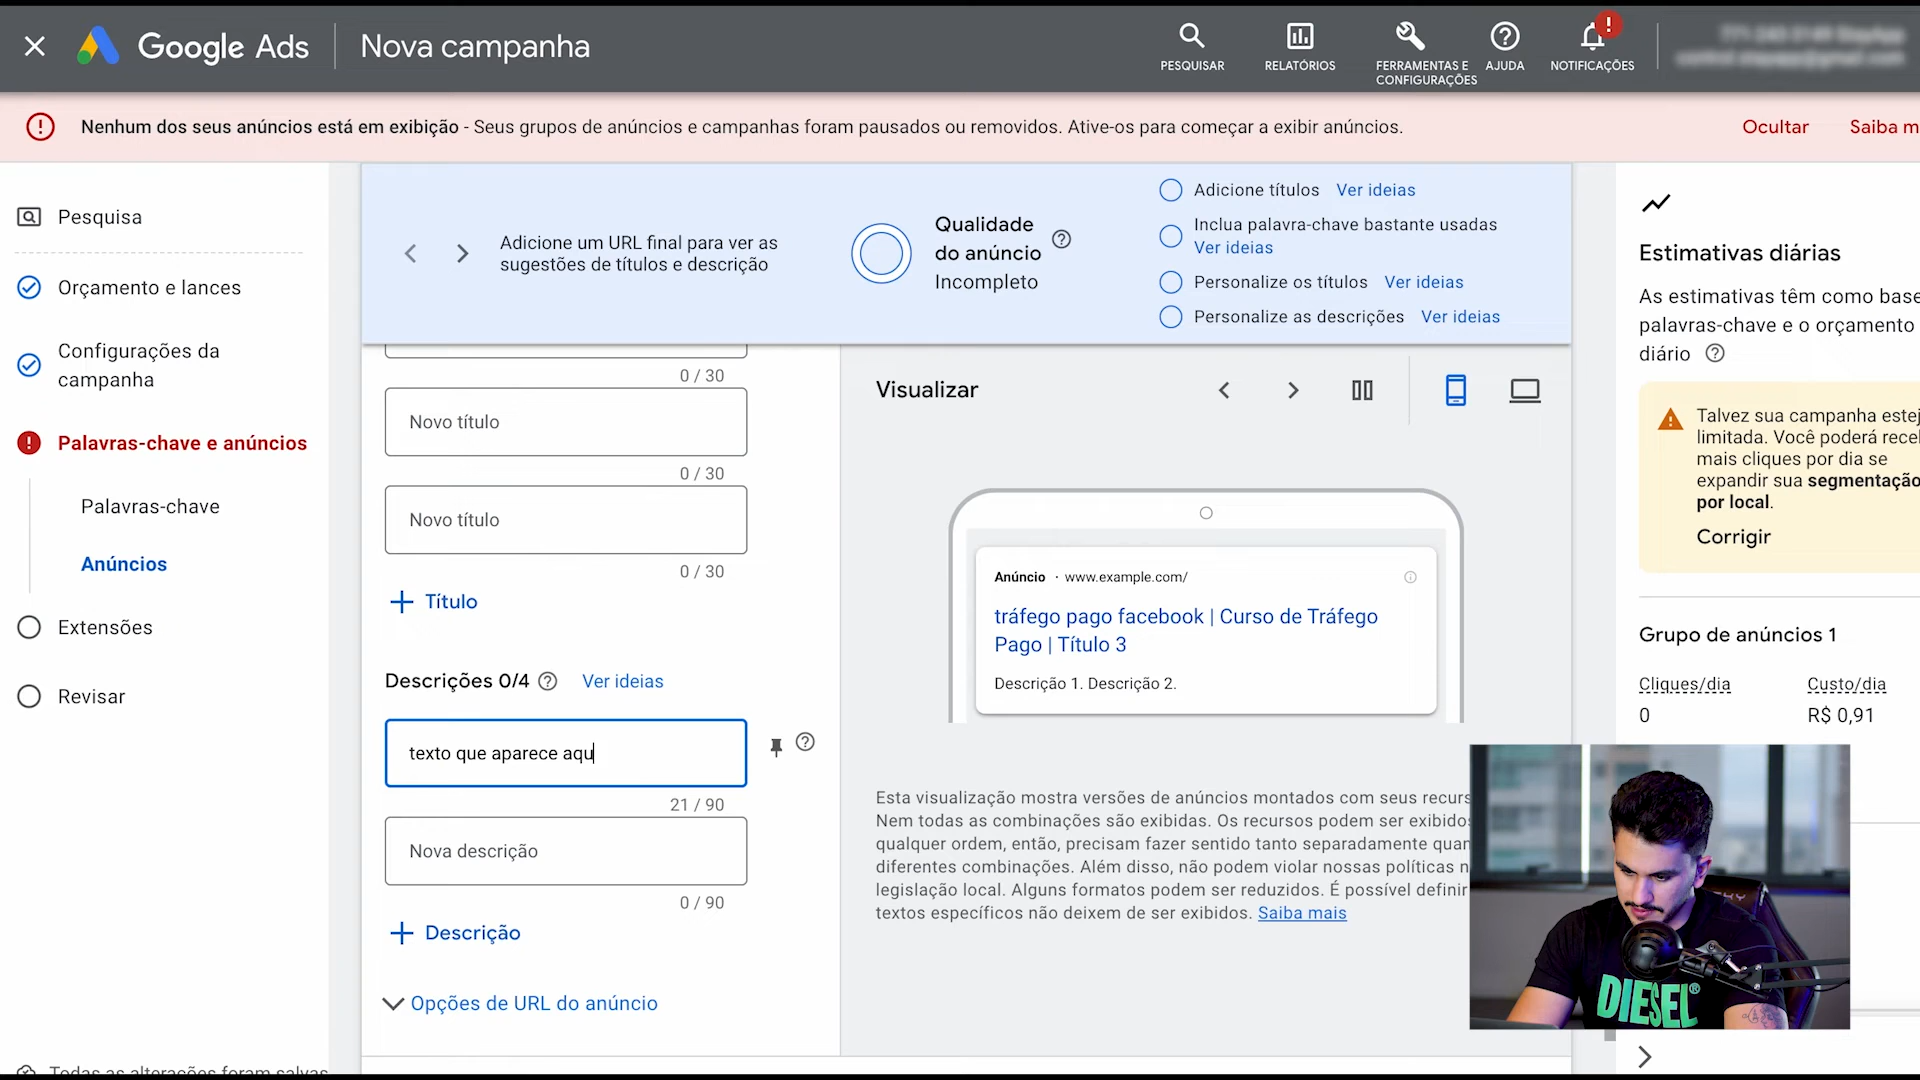 Google Ads
Nova campanha
PESQUISAR
RELATÓRIOS
FERRAMENTAS E
CONFIGURAÇÕES
AJUDA
NOTIFICAÇÕES
Nenhum dos seus anúncios está em exibição - Seus grupos de anúncios e campanhas foram pausados ou removidos. Ative-os para começar a exibir anúncios.
Ocultar
Saiba m
Pesquisa
Orçamento e lances
Configurações da
campanha
Palavras-chave e anúncios
Palavras-chave
Anúncios
Extensões
Revisar
Todas as alterações foram salvas
Adicione um URL final para ver as
sugestões de títulos e descrição
Qualidade
do anúncio
Incompleto
Adicione títulos Ver ideias
Inclua palavra-chave bastante usadas
Ver ideias
Personalize os títulos Ver ideias
Personalize as descrições Ver ideias
0 / 30
Novo título
0 / 30
Novo título
0 / 30
+ Título
Descrições 0/4 Ver ideias
texto que aparece aqu
21 / 90
Nova descrição
0 / 90
+ Descrição
Opções de URL do anúncio
Visualizar
Anúncio · www.example.com/
tráfego pago facebook | Curso de Tráfego
Pago | Título 3
Descrição 1. Descrição 2.
Esta visualização mostra versões de anúncios montados com seus recurs
Nem todas as combinações são exibidas. Os recursos podem ser exibidos
qualquer ordem, então, precisam fazer sentido tanto separadamente quan
diferentes combinações. Além disso, não podem violar nossas políticas n
legislação local. Alguns formatos podem ser reduzidos. É possível definir
textos específicos não deixem de ser exibidos. Saiba mais
Estimativas diárias
As estimativas têm como base
palavras-chave e o orçamento
diário
Talvez sua campanha estej
limitada. Você poderá recel
mais cliques por dia se
expandir sua segmentação
por local.
Corrigir
Grupo de anúncios 1
Cliques/dia
Custo/dia
0
R$ 0,91
DIESEL®